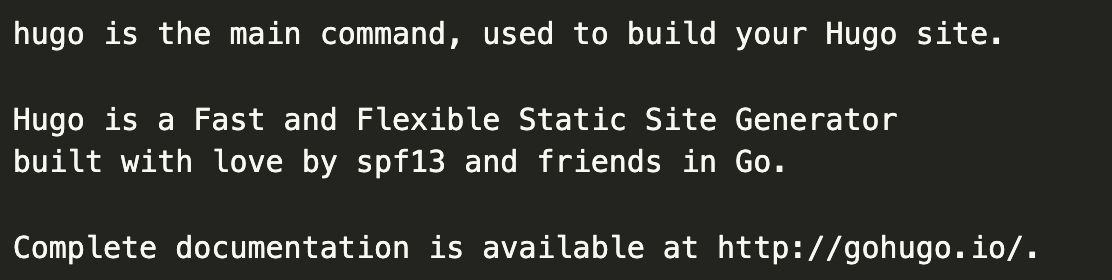 hugo is the main command, used to build your Hugo site.
Hugo is a Fast and Flexible Static Site Generator
built with love by spf13 and friends in Go.
Complete documentation is available at http://gohugo.io/.